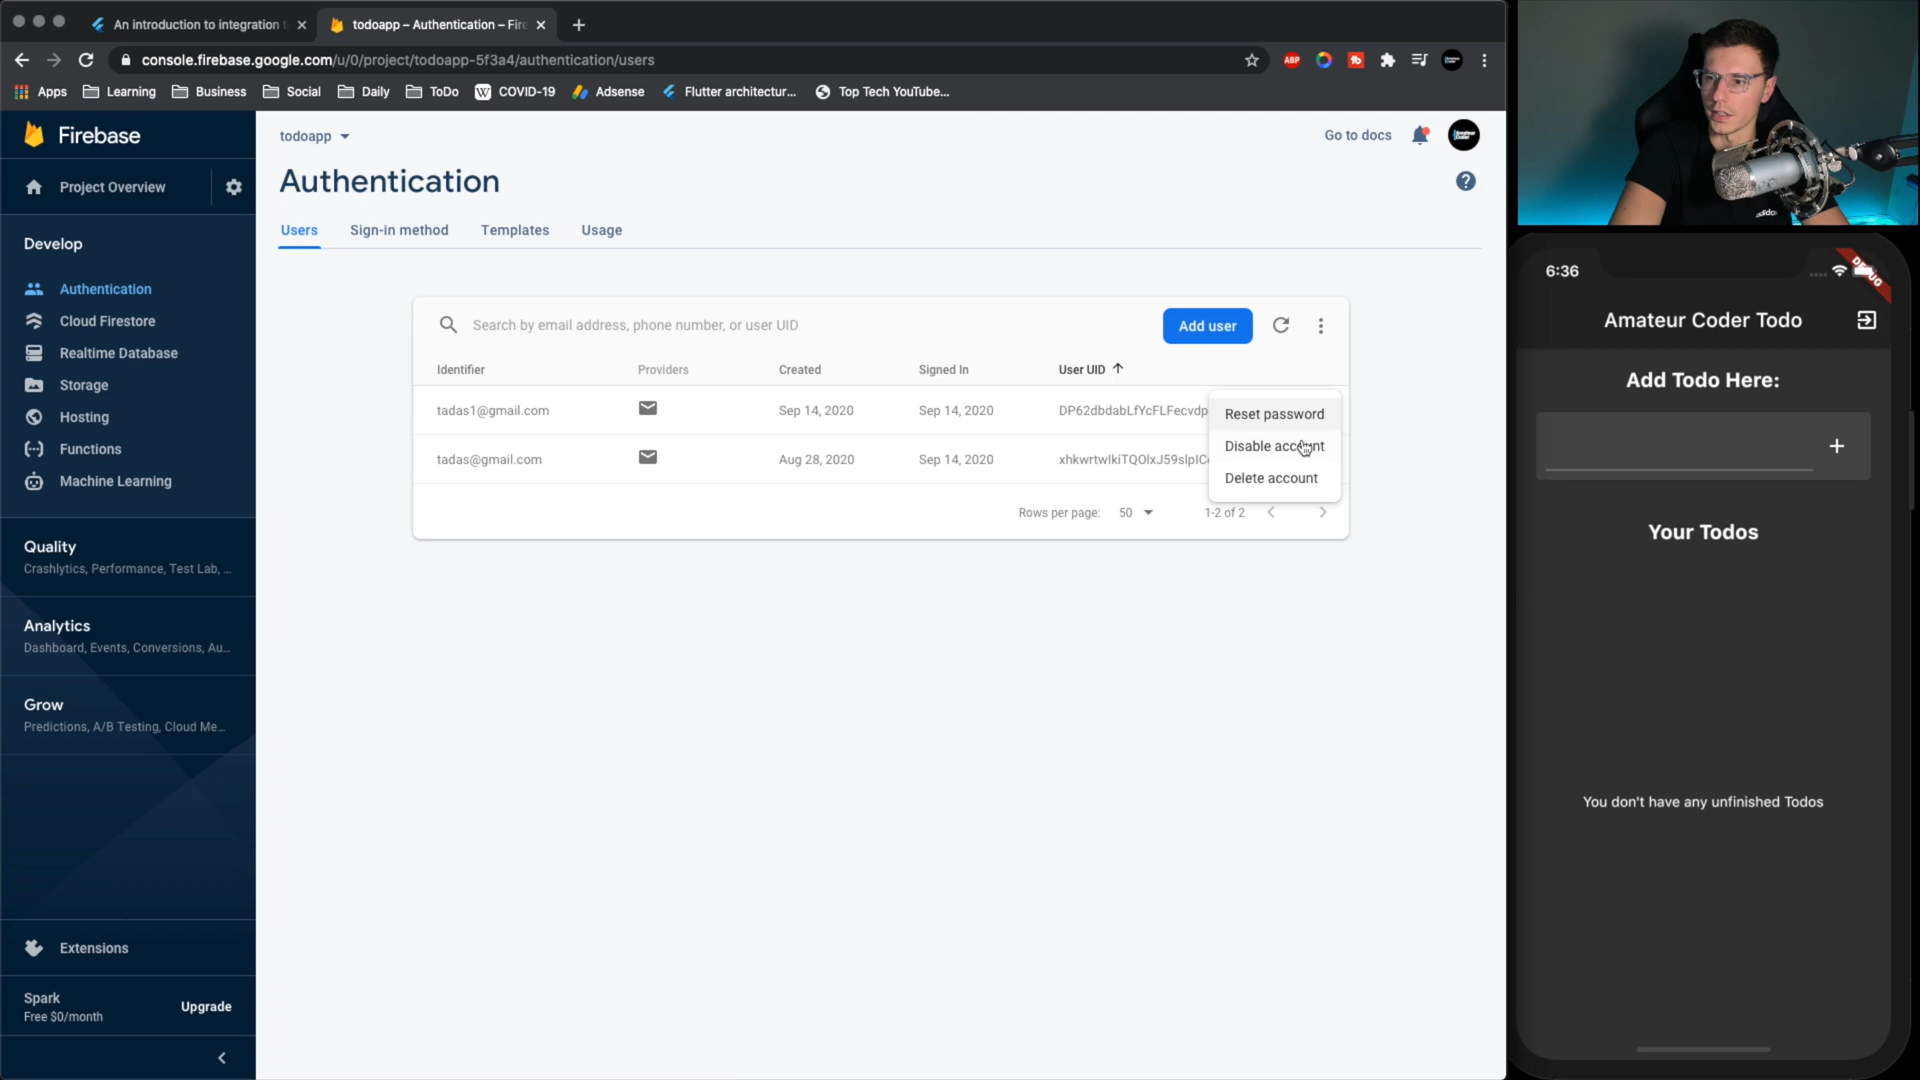 An introduction to integration t
todoapp – Authentication – Fire
console.firebase.google.com/u/0/project/todoapp-5f3a4/authentication/users
ABP
Apps Learning Business Social Daily ToDo W COVID-19 Adsense Flutter architectur... Top Tech YouTube...
Firebase
Project Overview
Develop
Authentication
Cloud Firestore
Realtime Database
Storage
Hosting
Functions
Machine Learning
Quality
Crashlytics, Performance, Test Lab, ...
Analytics
Dashboard, Events, Conversions, Au...
Grow
Predictions, A/B Testing, Cloud Me...
Extensions
Spark
Free $0/month
Upgrade
todoapp
Go to docs
Authentication
Users Sign-in method Templates Usage
Search by email address, phone number, or user UID
Add user
Identifier Providers Created Signed In User UID
tadas1@gmail.com Sep 14, 2020 Sep 14, 2020 DP62dbdabLfYcFLFecvdp
tadas@gmail.com Aug 28, 2020 Sep 14, 2020
Reset password
Disable account
Delete account
Rows per page: 50 1-2 of 2
adidas
6:36
DEBUG
Amateur Coder Todo
Add Todo Here:
Your Todos
You don't have any unfinished Todos